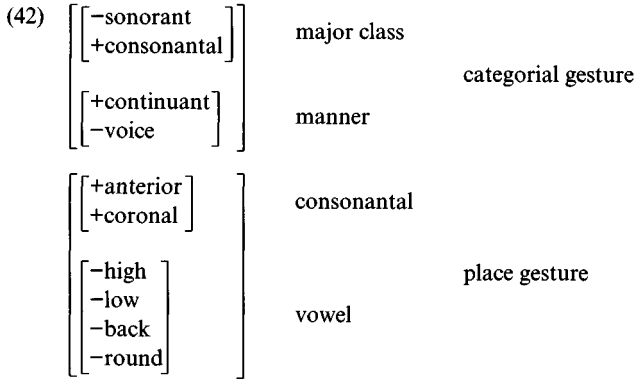 (42) −sonorant
+consonantal major class
categorial gesture
+continuant
−voice manner
+anterior
+coronal consonantal
−high
−low
−back
−round
place gesture
vowel